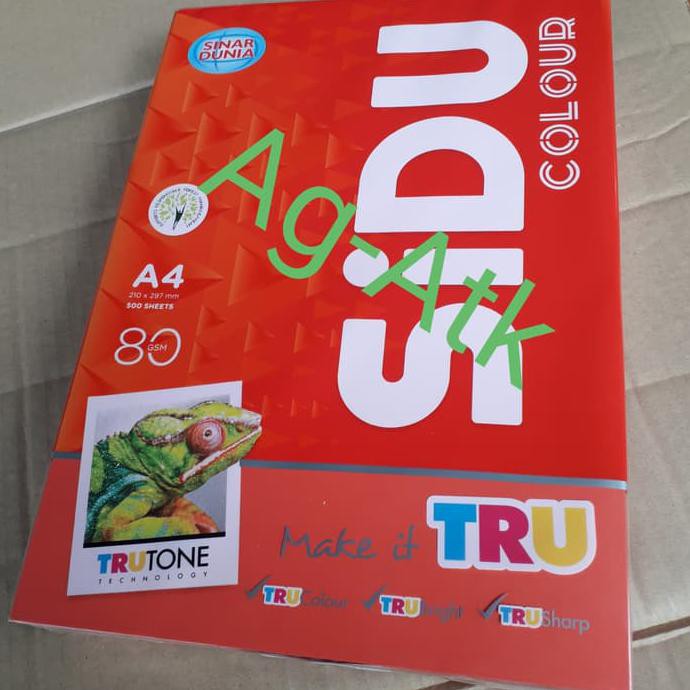 SINAR
DUNIA
SiDU
COLOUR
Ag-Atk
A4
210 x 297 mm
500 SHEETS
80
GSM
TRUTONE
TECHNOLOGY
Make it TRU
TRUColour TRUBright TRUSharp